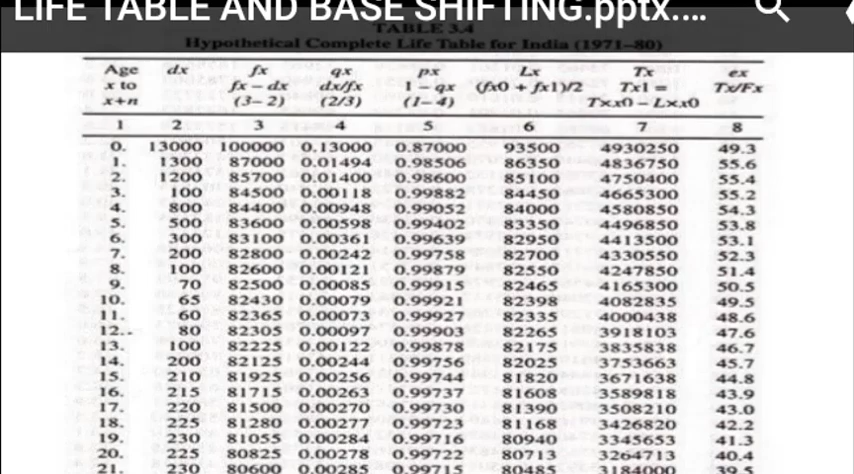 LIFE TABLE AND BASE SHIFTING.pptx....
TABLE 3.4
Hypothetical Complete Life Table for India (1971–80)
Age dx fx qx px Lx Tx ex
x to fx – dx dx/fx 1 – qx (fx0 + fx1)/2 Tx1 = Tx/Fx
x+n (3–2) (2/3) (1–4) Txx0 – Lxx0
1 2 3 4 5 6 7 8
0. 13000 100000 0.13000 0.87000 93500 4930250 49.3
1. 1300 87000 0.01494 0.98506 86350 4836750 55.6
2. 1200 85700 0.01400 0.98600 85100 4750400 55.4
3. 100 84500 0.00118 0.99882 84450 4665300 55.2
4. 800 84400 0.00948 0.99052 84000 4580850 54.3
5. 500 83600 0.00598 0.99402 83350 4496850 53.8
6. 300 83100 0.00361 0.99639 82950 4413500 53.1
7. 200 82800 0.00242 0.99758 82700 4330550 52.3
8. 100 82600 0.00121 0.99879 82550 4247850 51.4
9. 70 82500 0.00085 0.99915 82465 4165300 50.5
10. 65 82430 0.00079 0.99921 82398 4082835 49.5
11. 60 82365 0.00073 0.99927 82335 4000438 48.6
12.. 80 82305 0.00097 0.99903 82265 3918103 47.6
13. 100 82225 0.00122 0.99878 82175 3835838 46.7
14. 200 82125 0.00244 0.99756 82025 3753663 45.7
15. 210 81925 0.00256 0.99744 81820 3671638 44.8
16. 215 81715 0.00263 0.99737 81608 3589818 43.9
17. 220 81500 0.00270 0.99730 81390 3508210 43.0
18. 225 81280 0.00277 0.99723 81168 3426820 42.2
19. 230 81055 0.00284 0.99716 80940 3345653 41.3
20. 225 80825 0.00278 0.99722 80713 3264713 40.4
21. 230 80600 0.00285 0.99715 80485 3184000 39.5